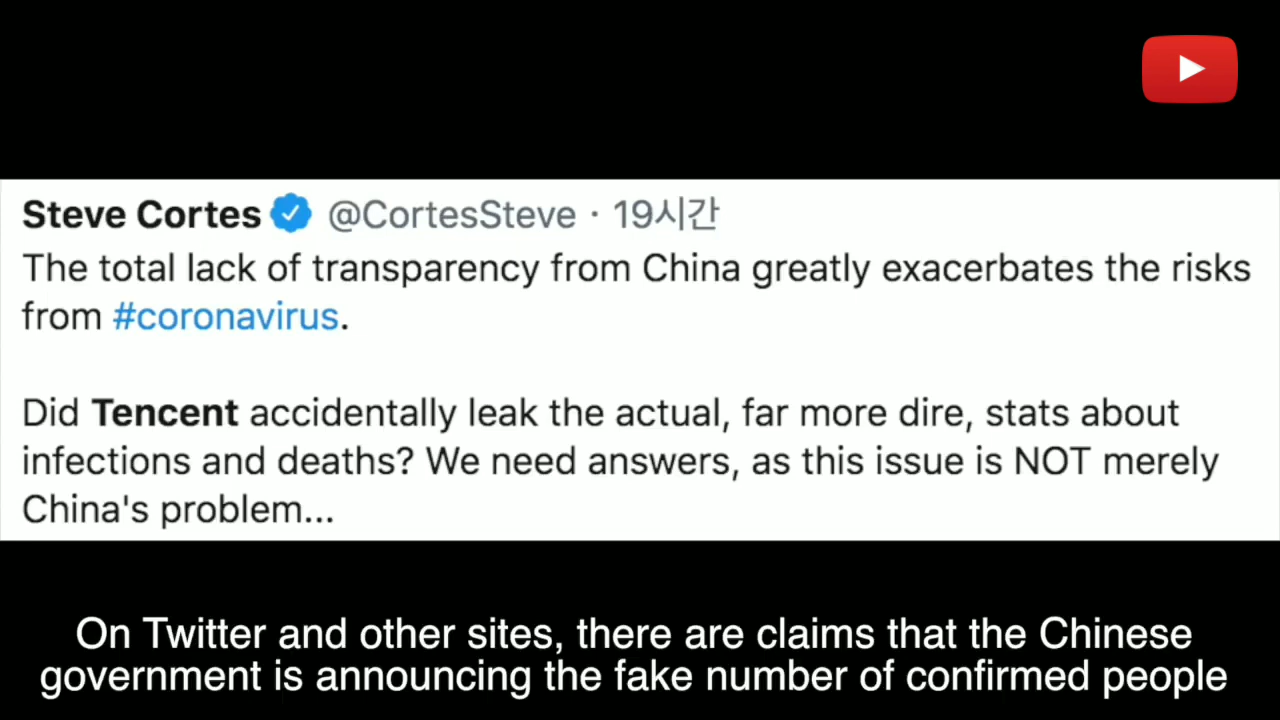 Steve Cortes @CortesSteve · 19시간
The total lack of transparency from China greatly exacerbates the risks
from #coronavirus.
Did Tencent accidentally leak the actual, far more dire, stats about
infections and deaths? We need answers, as this issue is NOT merely
China's problem...
On Twitter and other sites, there are claims that the Chinese
government is announcing the fake number of confirmed people